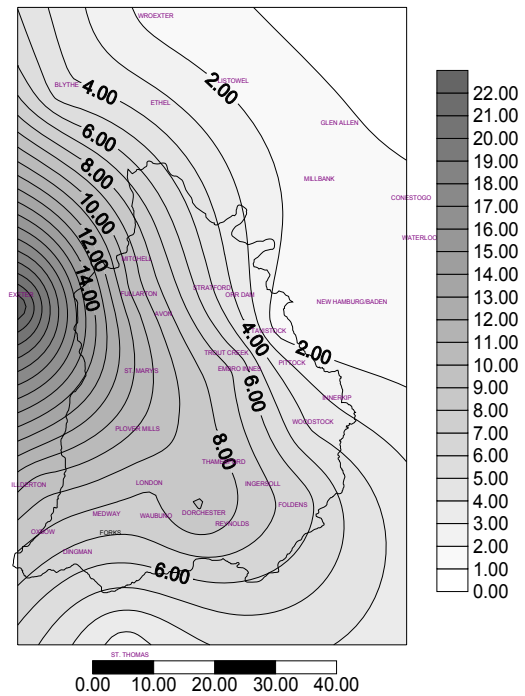 WROEXTER
2.00
LISTOWEL
BLYTHE
4.00
ETHEL
GLEN ALLEN
6.00
8.00
MILLBANK
CONESTOGO
10.00
WATERLOO
12.00
MITCHELL
14.00
EXETER
FULLARTON
STRATFORD
ORR DAM
NEW HAMBURG/BADEN
AVON
TAVISTOCK
4.00
2.00
TROUT CREEK
PITTOCK
ST. MARYS
EMBRO INNES
6.00
INNERKIP
WOODSTOCK
PLOVER MILLS
8.00
THAMESFORD
ILDERTON
LONDON
INGERSOLL
FOLDENS
MEDWAY
WAUBUNO
DORCHESTER
REYNOLDS
OXBOW
FORKS
DINGMAN
6.00
ST. THOMAS
0.00 10.00 20.00 30.00 40.00
22.00
21.00
20.00
19.00
18.00
17.00
16.00
15.00
14.00
13.00
12.00
11.00
10.00
9.00
8.00
7.00
6.00
5.00
4.00
3.00
2.00
1.00
0.00